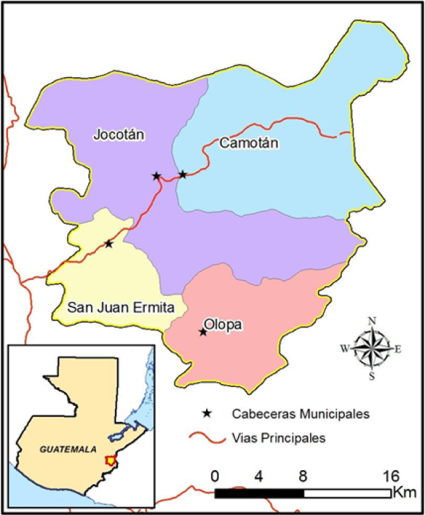 Jocotán
Camotán
San Juan Ermita
Olopa
N
W E
S
GUATEMALA
Cabeceras Municipales
Vias Principales
0 4 8 16
Km